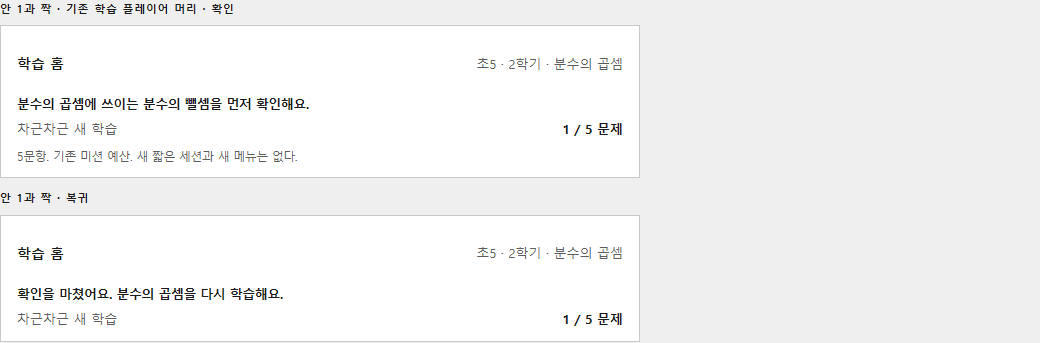 안 1과 짝 · 기존 학습 플레이어 머리 · 확인
학습 홈
초5 · 2학기 · 분수의 곱셈
분수의 곱셈에 쓰이는 분수의 뺄셈을 먼저 확인해요.
차근차근 새 학습
1 / 5 문제
5문항. 기존 미션 예산. 새 짧은 세션과 새 메뉴는 없다.
안 1과 짝 · 복귀
학습 홈
초5 · 2학기 · 분수의 곱셈
확인을 마쳤어요. 분수의 곱셈을 다시 학습해요.
차근차근 새 학습
1 / 5 문제